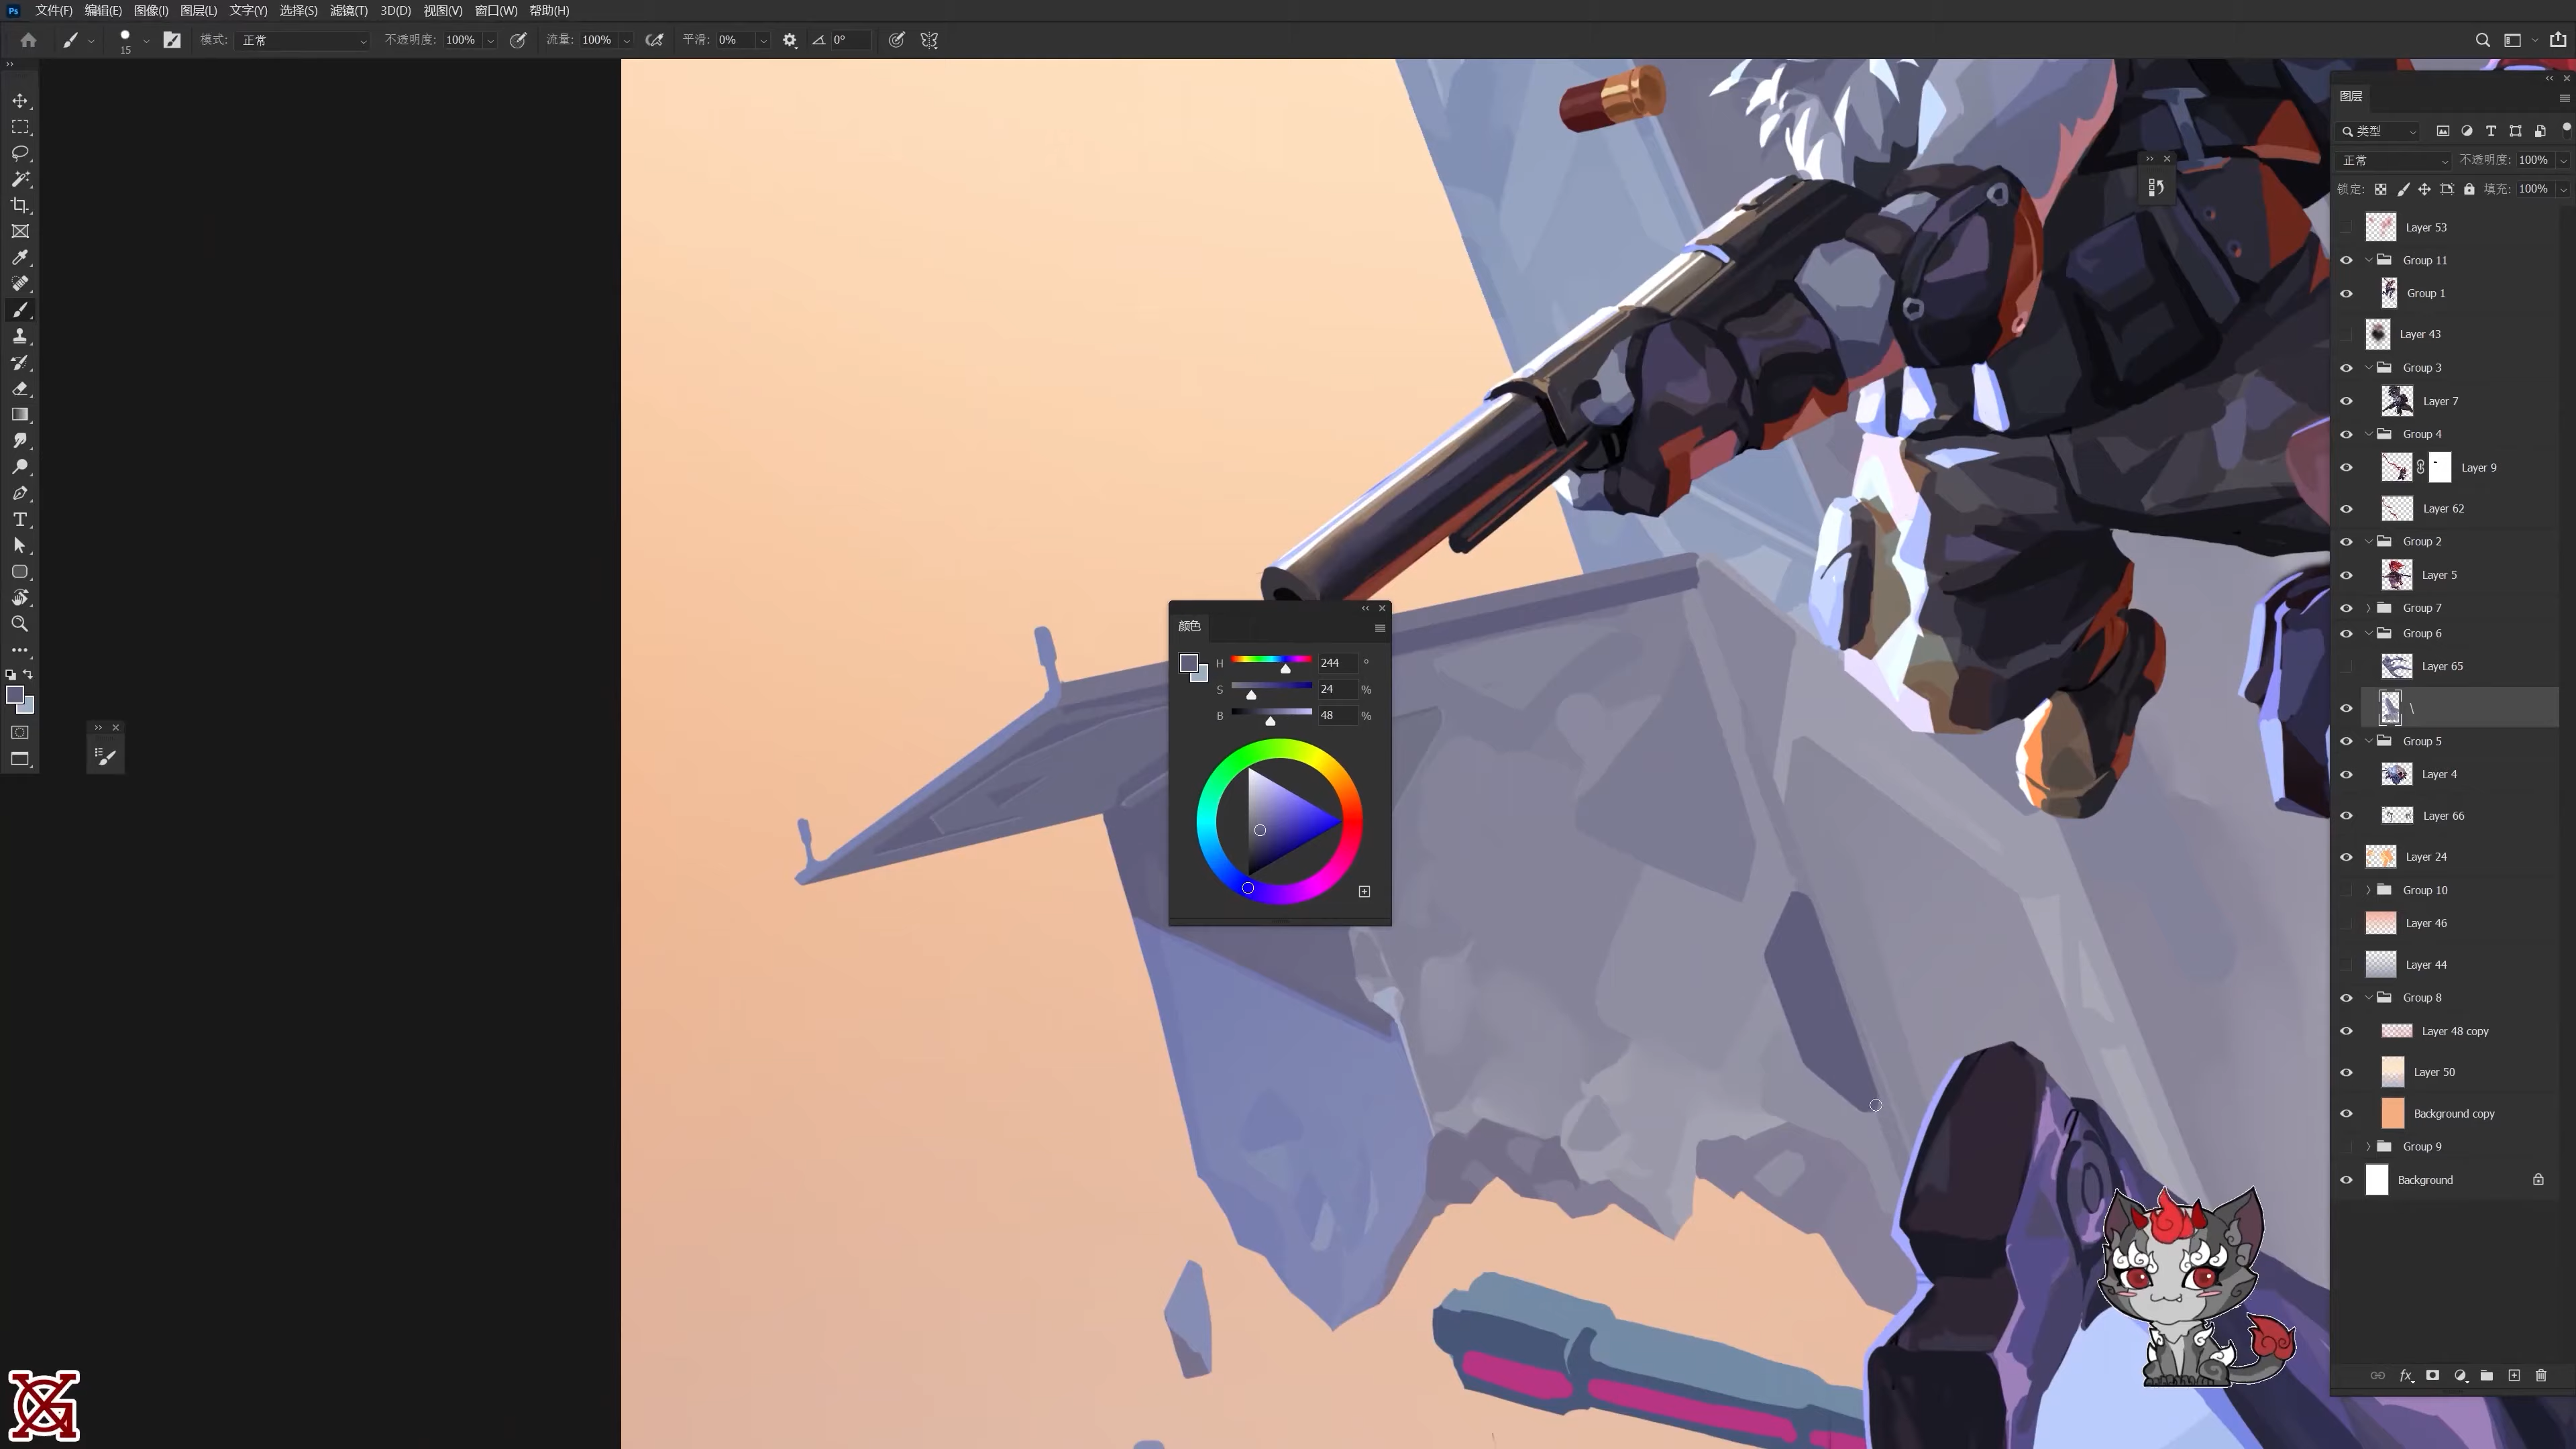 Ps 文件(F) 编辑(E) 图像(I) 图层(L) 文字(Y) 选择(S) 滤镜(T) 3D(D) 视图(V) 窗口(W) 帮助(H)
15 模式: 正常 不透明度: 100% 流量: 100% 平滑: 0% 0°
图层
类型
正常 不透明度: 100%
锁定: 填充: 100%
Layer 53
Group 11
Group 1
Layer 43
Group 3
Layer 7
Group 4
Layer 9
Layer 62
Group 2
Layer 5
Group 7
Group 6
Layer 65
\
Group 5
Layer 4
Layer 66
Layer 24
Group 10
Layer 46
Layer 44
Group 8
Layer 48 copy
Layer 50
Background copy
Group 9
Background
fx
颜色
H 244 °
S 24 %
B 48 %